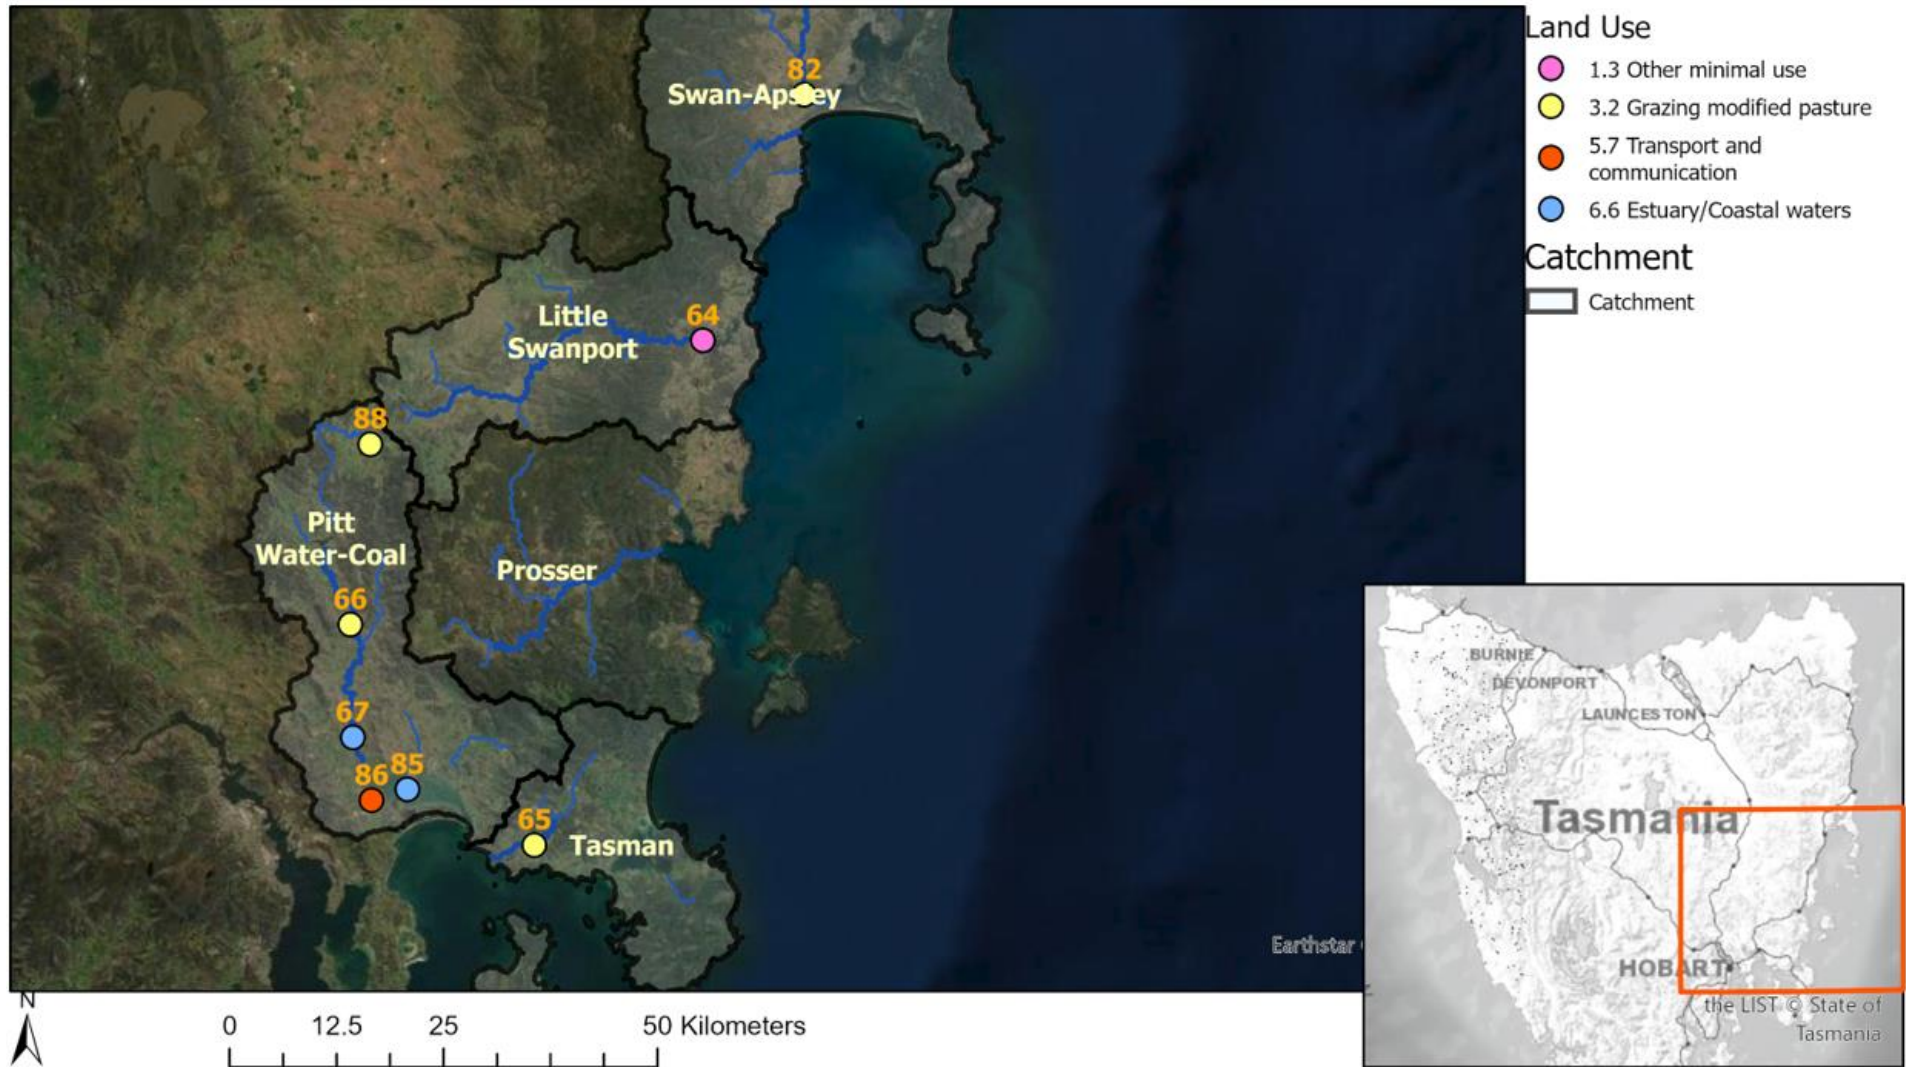 82
Swan-Apsley
Little
Swanport
64
88
Pitt
Water-Coal
Prosser
66
67
86
85
65
Tasman
Earthstar
N
0
12.5
25
50 Kilometers
Land Use
1.3 Other minimal use
3.2 Grazing modified pasture
5.7 Transport and
communication
6.6 Estuary/Coastal waters
Catchment
Catchment
BURNIE
DEVONPORT
LAUNCESTON
Tasmania
HOBART
the LIST © State of
Tasmania